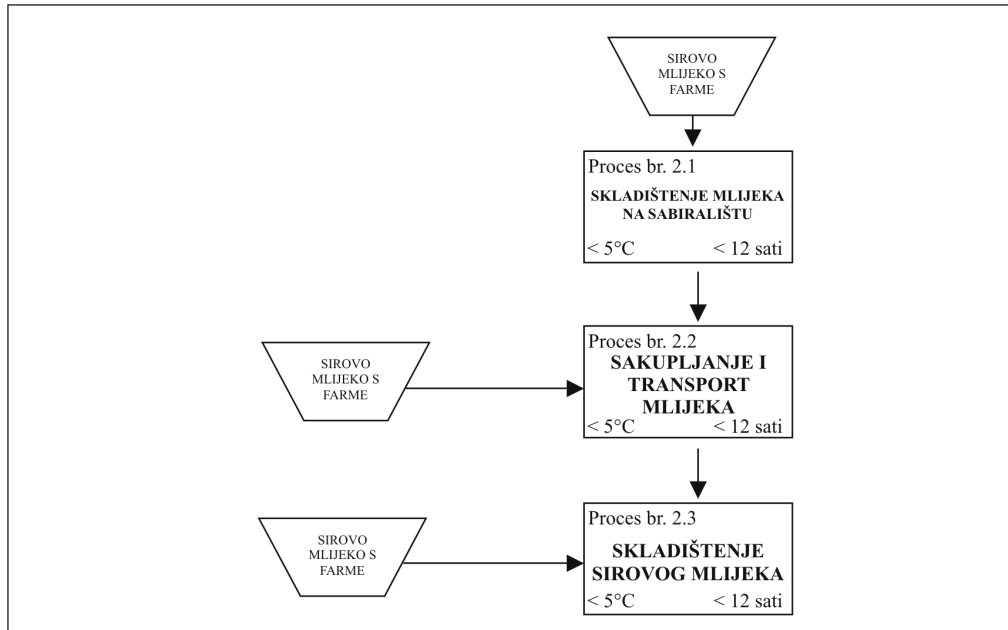 SIROVO
MLIJEKO S
FARME
Proces br. 2.1
SKLADIŠTENJE MLIJEKA
NA SABIRALIŠTU
< 5°C < 12 sati
SIROVO
MLIJEKO S
FARME
Proces br. 2.2
SAKUPLJANJE I
TRANSPORT
MLIJEKA
< 5°C < 12 sati
SIROVO
MLIJEKO S
FARME
Proces br. 2.3
SKLADIŠTENJE
SIROVOG MLIJEKA
< 5°C < 12 sati